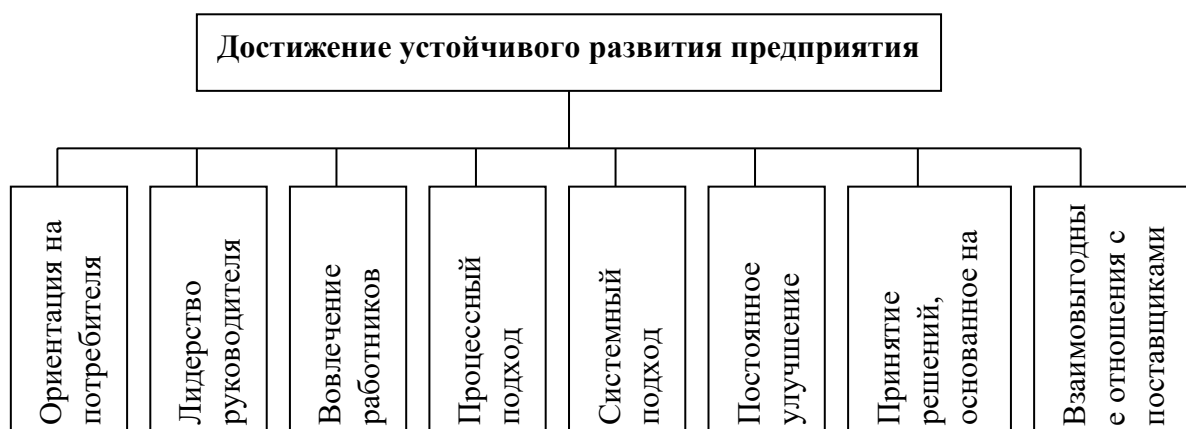 Достижение устойчивого развития предприятия
Ориентация на
потребителя
Лидерство
руководителя
Вовлечение
работников
Процессный
подход
Системный
подход
Постоянное
улучшение
Принятие
решений,
основанное на
Взаимовыгодны
е отношения с
поставщиками